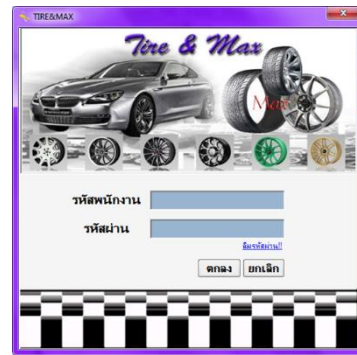 TIRE&MAX
Tire & Max
Max
รหัสพนักงาน
รหัสผ่าน
ลืมรหัสผ่าน!!
ตกลง ยกเลิก